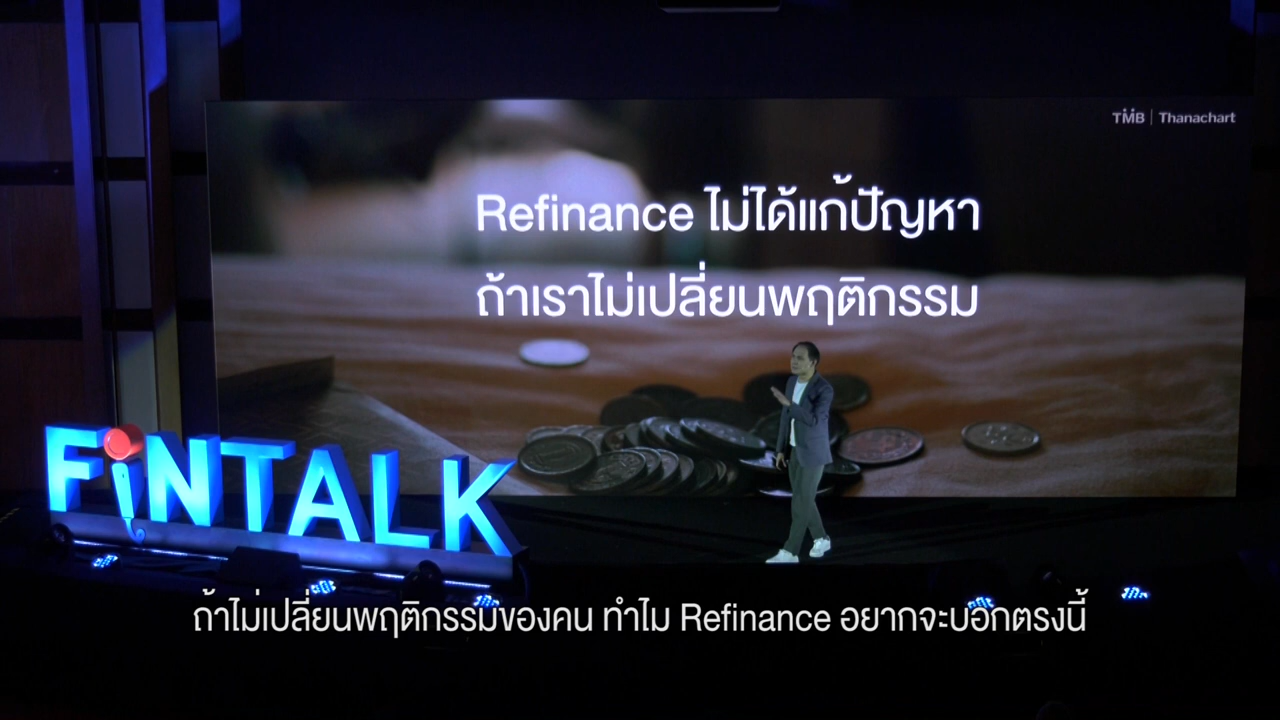 TMB | Thanachart
Refinance ไม่ได้แก้ปัญหา
ถ้าเราไม่เปลี่ยนพฤติกรรม
FINTALK
ถ้าไม่เปลี่ยนพฤติกรรมของคน ทำไม Refinance อยากจะบอกตรงนี้